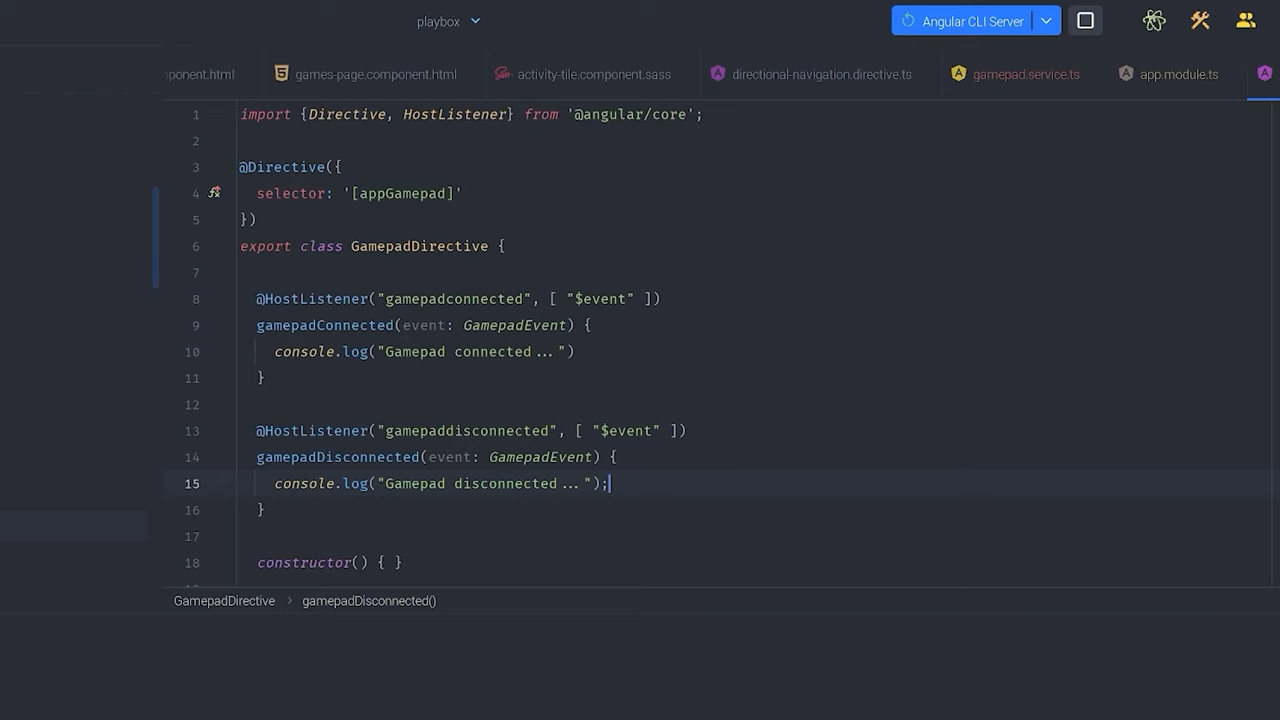 playbox
Angular CLI Server
ponent.html
games-page.component.html
activity-tile.component.sass
directional-navigation.directive.ts
gamepad.service.ts
app.module.ts
1 import {Directive, HostListener} from '@angular/core';
2
3 @Directive({
4 selector: '[appGamepad]'
5 })
6 export class GamepadDirective {
7
8 @HostListener("gamepadconnected", [ "$event" ])
9 gamepadConnected(event: GamepadEvent) {
10 console.log("Gamepad connected...")
11 }
12
13 @HostListener("gamepaddisconnected", [ "$event" ])
14 gamepadDisconnected(event: GamepadEvent) {
15 console.log("Gamepad disconnected...");
16 }
17
18 constructor() { }
GamepadDirective > gamepadDisconnected()